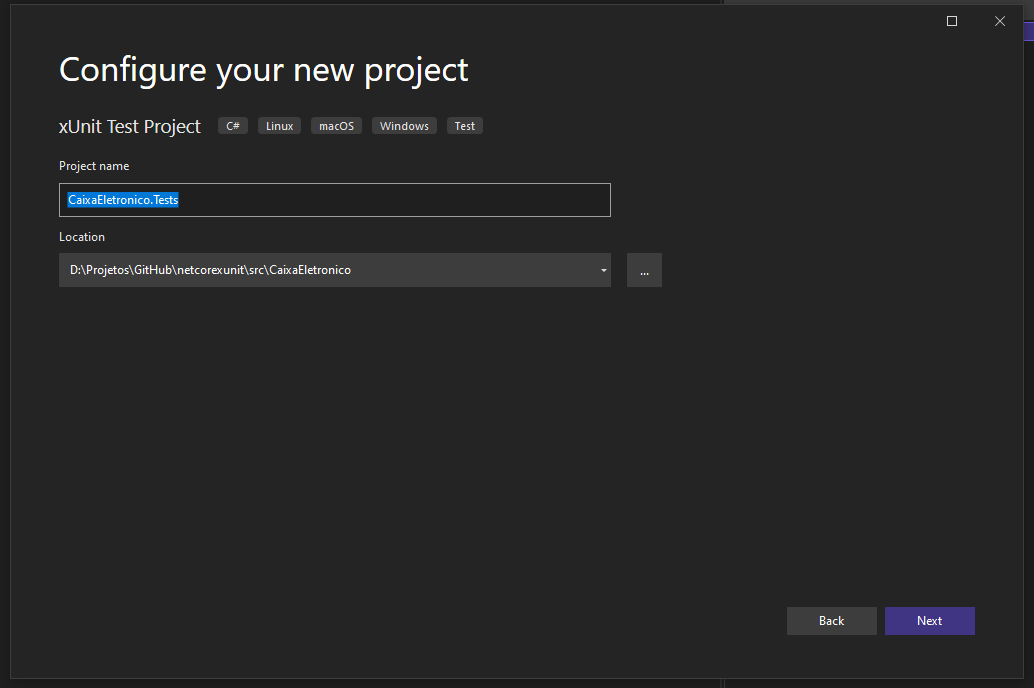 Configure your new project
xUnit Test Project C# Linux macOS Windows Test
Project name
CaixaEletronico.Tests
Location
D:\Projetos\GitHub\netcorexunit\src\CaixaEletronico ...
Back Next